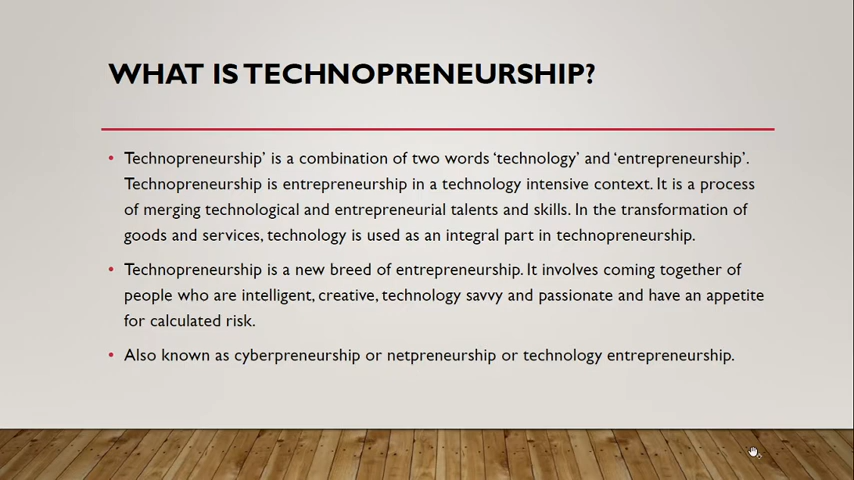 WHAT IS TECHNOPRENEURSHIP?
• Technopreneurship’ is a combination of two words ‘technology’ and ‘entrepreneurship’.
Technopreneurship is entrepreneurship in a technology intensive context. It is a process
of merging technological and entrepreneurial talents and skills. In the transformation of
goods and services, technology is used as an integral part in technopreneurship.
• Technopreneurship is a new breed of entrepreneurship. It involves coming together of
people who are intelligent, creative, technology savvy and passionate and have an appetite
for calculated risk.
• Also known as cyberpreneurship or netpreneurship or technology entrepreneurship.